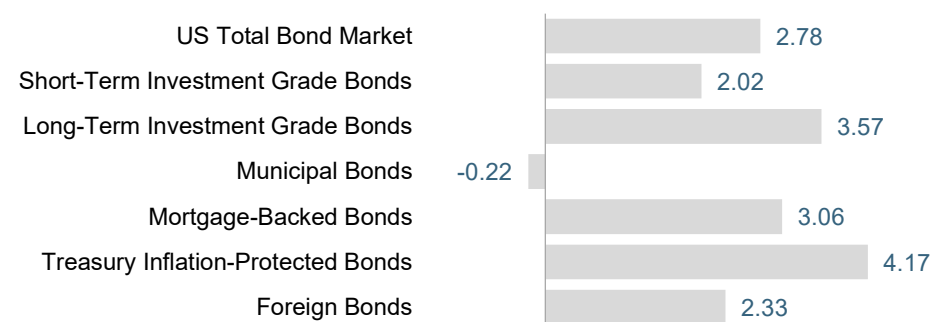 US Total Bond Market 2.78
Short-Term Investment Grade Bonds 2.02
Long-Term Investment Grade Bonds 3.57
Municipal Bonds -0.22
Mortgage-Backed Bonds 3.06
Treasury Inflation-Protected Bonds 4.17
Foreign Bonds 2.33